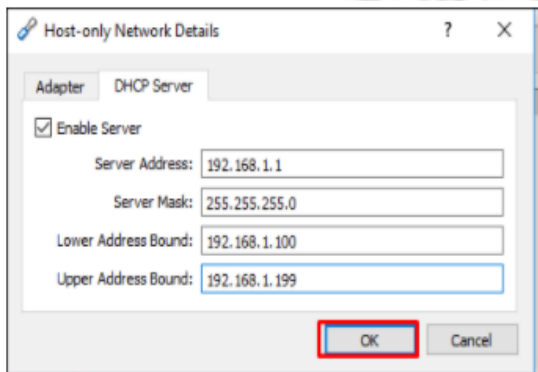 Host-only Network Details ? X
Adapter DHCP Server
Enable Server
Server Address: 192.168.1.1
Server Mask: 255.255.255.0
Lower Address Bound: 192.168.1.100
Upper Address Bound: 192.168.1.199
OK Cancel